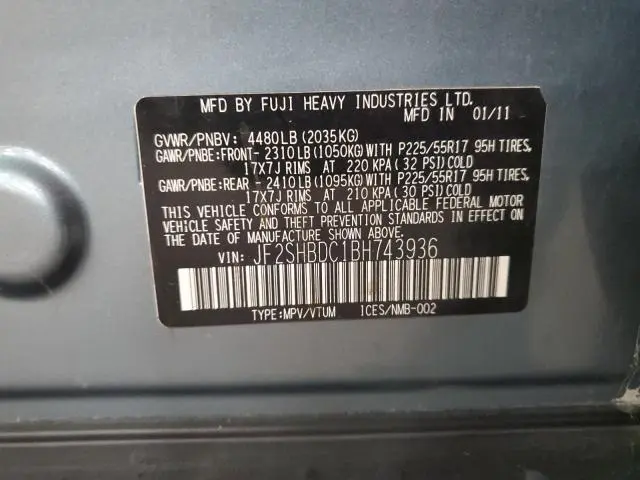 MFD BY FUJI HEAVY INDUSTRIES LTD.
MFD IN 01/11
GVWR/PNBV: 4480LB (2035KG)
GAWR/PNBE:FRONT- 2310LB (1050KG)WITH P225/55R17 95H TIRES,
17X7J RIMS AT 220 KPA (32 PSI)COLD
GAWR/PNBE:REAR - 2410LB (1095KG)WITH P225/55R17 95H TIRES,
17X7J RIMS AT 210 KPA (30 PSI)COLD
THIS VEHICLE CONFORMS TO ALL APPLICABLE FEDERAL MOTOR
VEHICLE SAFETY AND THEFT PREVENTION STANDARDS IN EFFECT
ON THE DATE OF MANUFACTURE SHOWN ABOVE.
VIN: JF2SHBDC1BH743936
TYPE:MPV/VTUM ICES/NMB-002